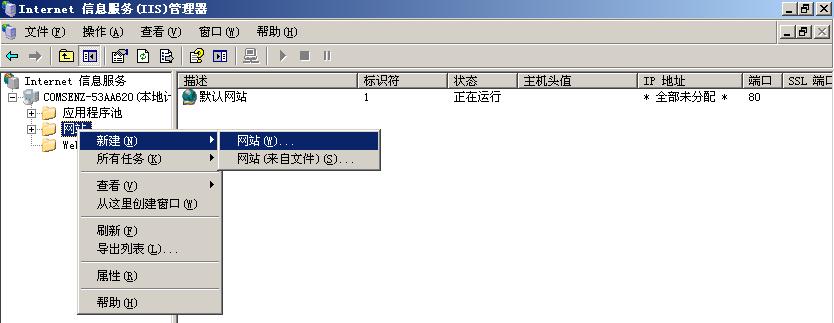 Internet 信息服务(IIS)管理器
文件(F) 操作(A) 查看(V) 窗口(W) 帮助(H)
Internet 信息服务
COMSENZ-53AA620(本地计
应用程序池
网站
Wel
描述 标识符 状态 主机头值 IP 地址 端口 SSL 端
默认网站 1 正在运行 * 全部未分配 * 80
新建(N)
所有任务(K)
查看(V)
从这里创建窗口(W)
刷新(F)
导出列表(L)...
属性(R)
帮助(H)
网站(W)...
网站(来自文件)(S)...